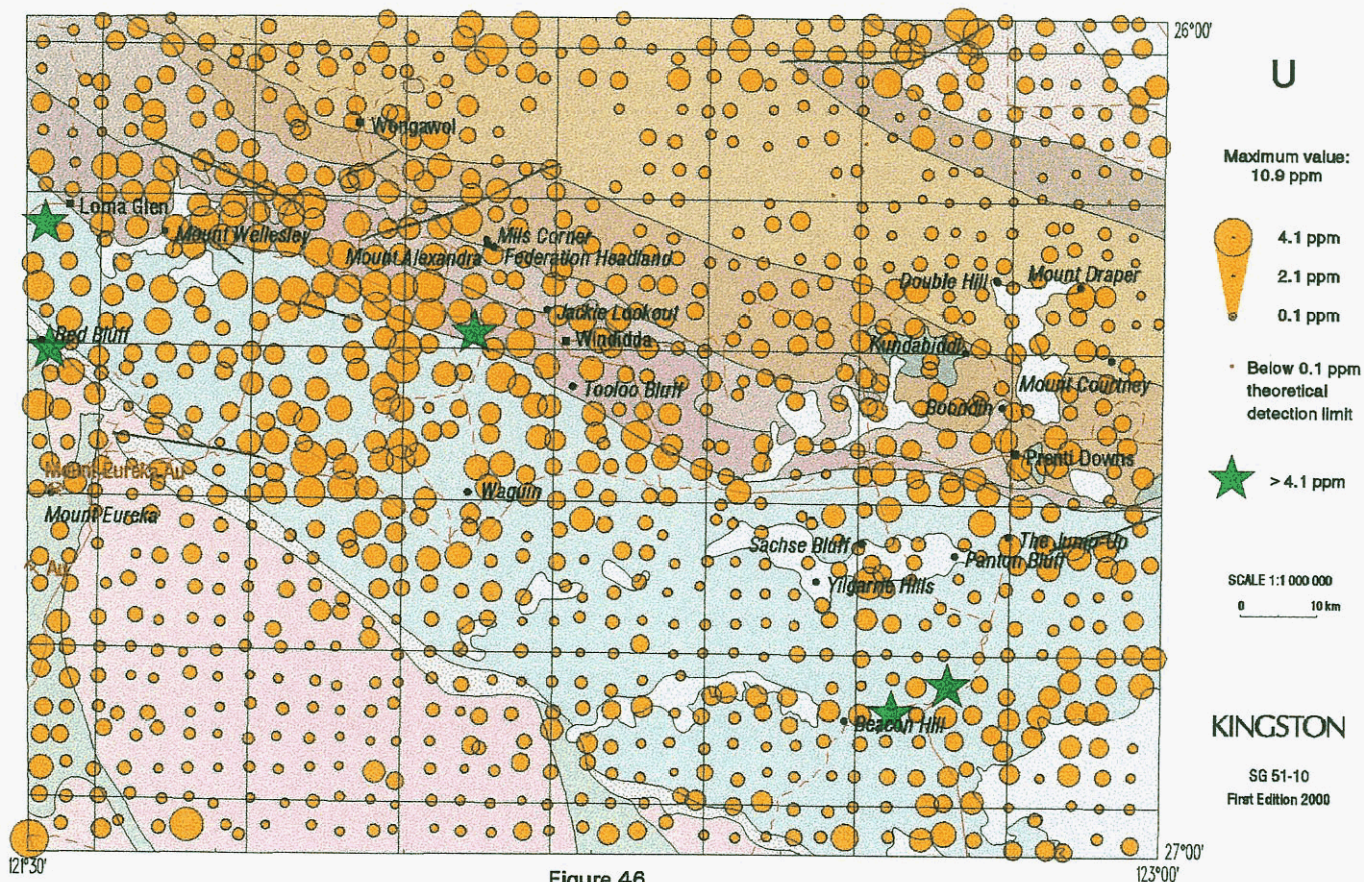 26°00'
U
Maximum value:
10.9 ppm
4.1 ppm
2.1 ppm
0.1 ppm
Below 0.1 ppm
theoretical
detection limit
> 4.1 ppm
SCALE 1:1 000 000
0 10 km
KINGSTON
SG 51-10
First Edition 2000
Wongawol
Lorna Glen
Mount Wellesley
Mils Corner
Mount Alexandra
Federation Headland
Double Hill
Mount Draper
Jackie Lookout
Red Bluff
Windidda
Kundabiddi
Mount Courtney
Tooloo Bluff
Boondin
Prenti Downs
Mount Eureka Au
Waguin
Mount Eureka
The Jump-Up
Sachse Bluff
Panton Bluff
Au
Yilgarne Hills
Beacon Hill
121°30'
27°00'
123°00'
Figure 46